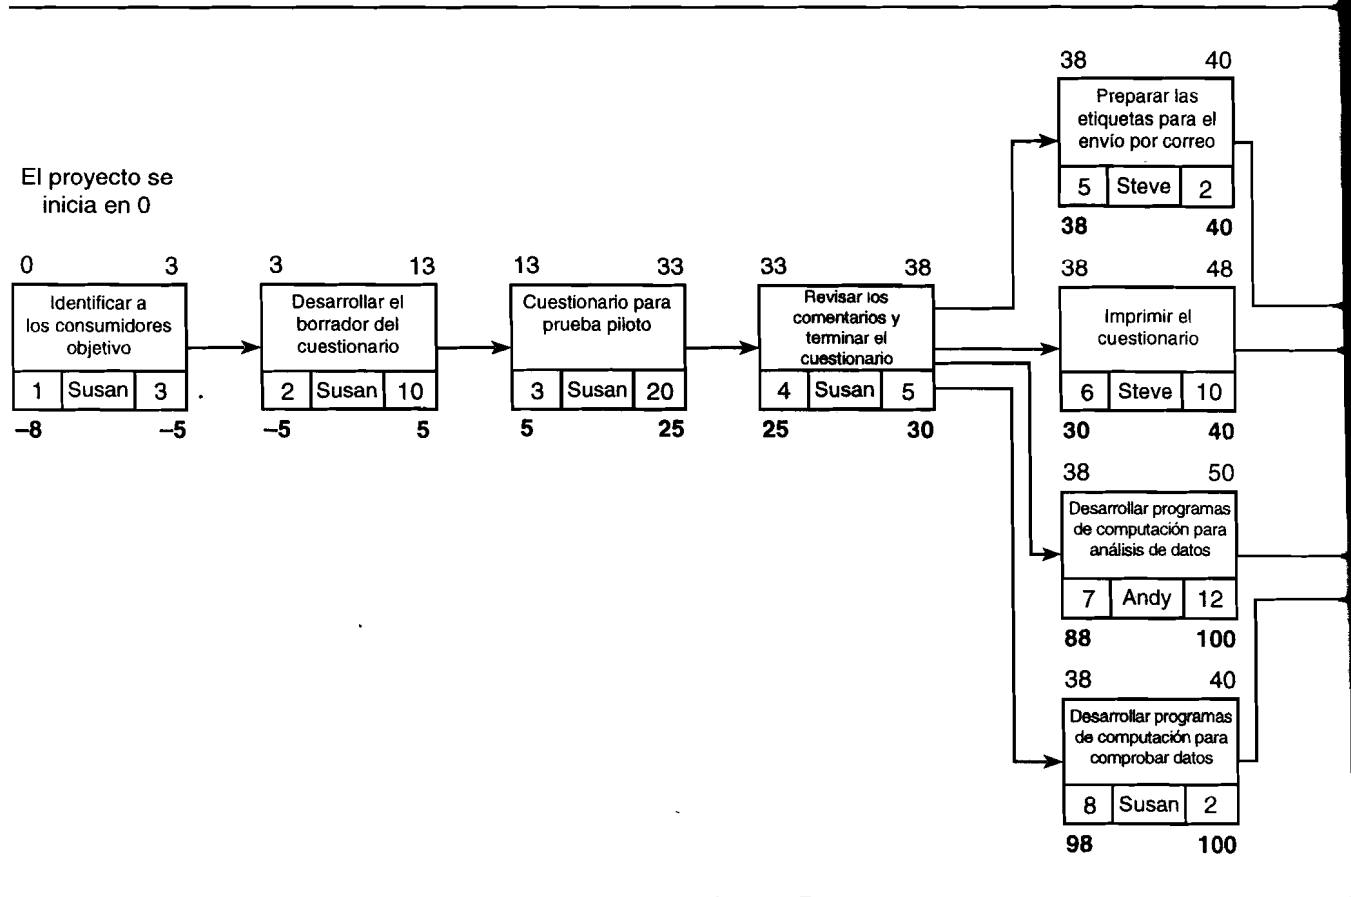 El proyecto se
inicia en 0
0 3
Identificar a
los consumidores
objetivo
1 Susan 3
–8 –5
3 13
Desarrollar el
borrador del
cuestionario
2 Susan 10
–5 5
13 33
Cuestionario para
prueba piloto
3 Susan 20
5 25
33 38
Revisar los
comentarios y
terminar el
cuestionario
4 Susan 5
25 30
38 40
Preparar las
etiquetas para el
envío por correo
5 Steve 2
38 40
38 48
Imprimir el
cuestionario
6 Steve 10
30 40
38 50
Desarrollar programas
de computación para
análisis de datos
7 Andy 12
88 100
38 40
Desarrollar programas
de computación para
comprobar datos
8 Susan 2
98 100